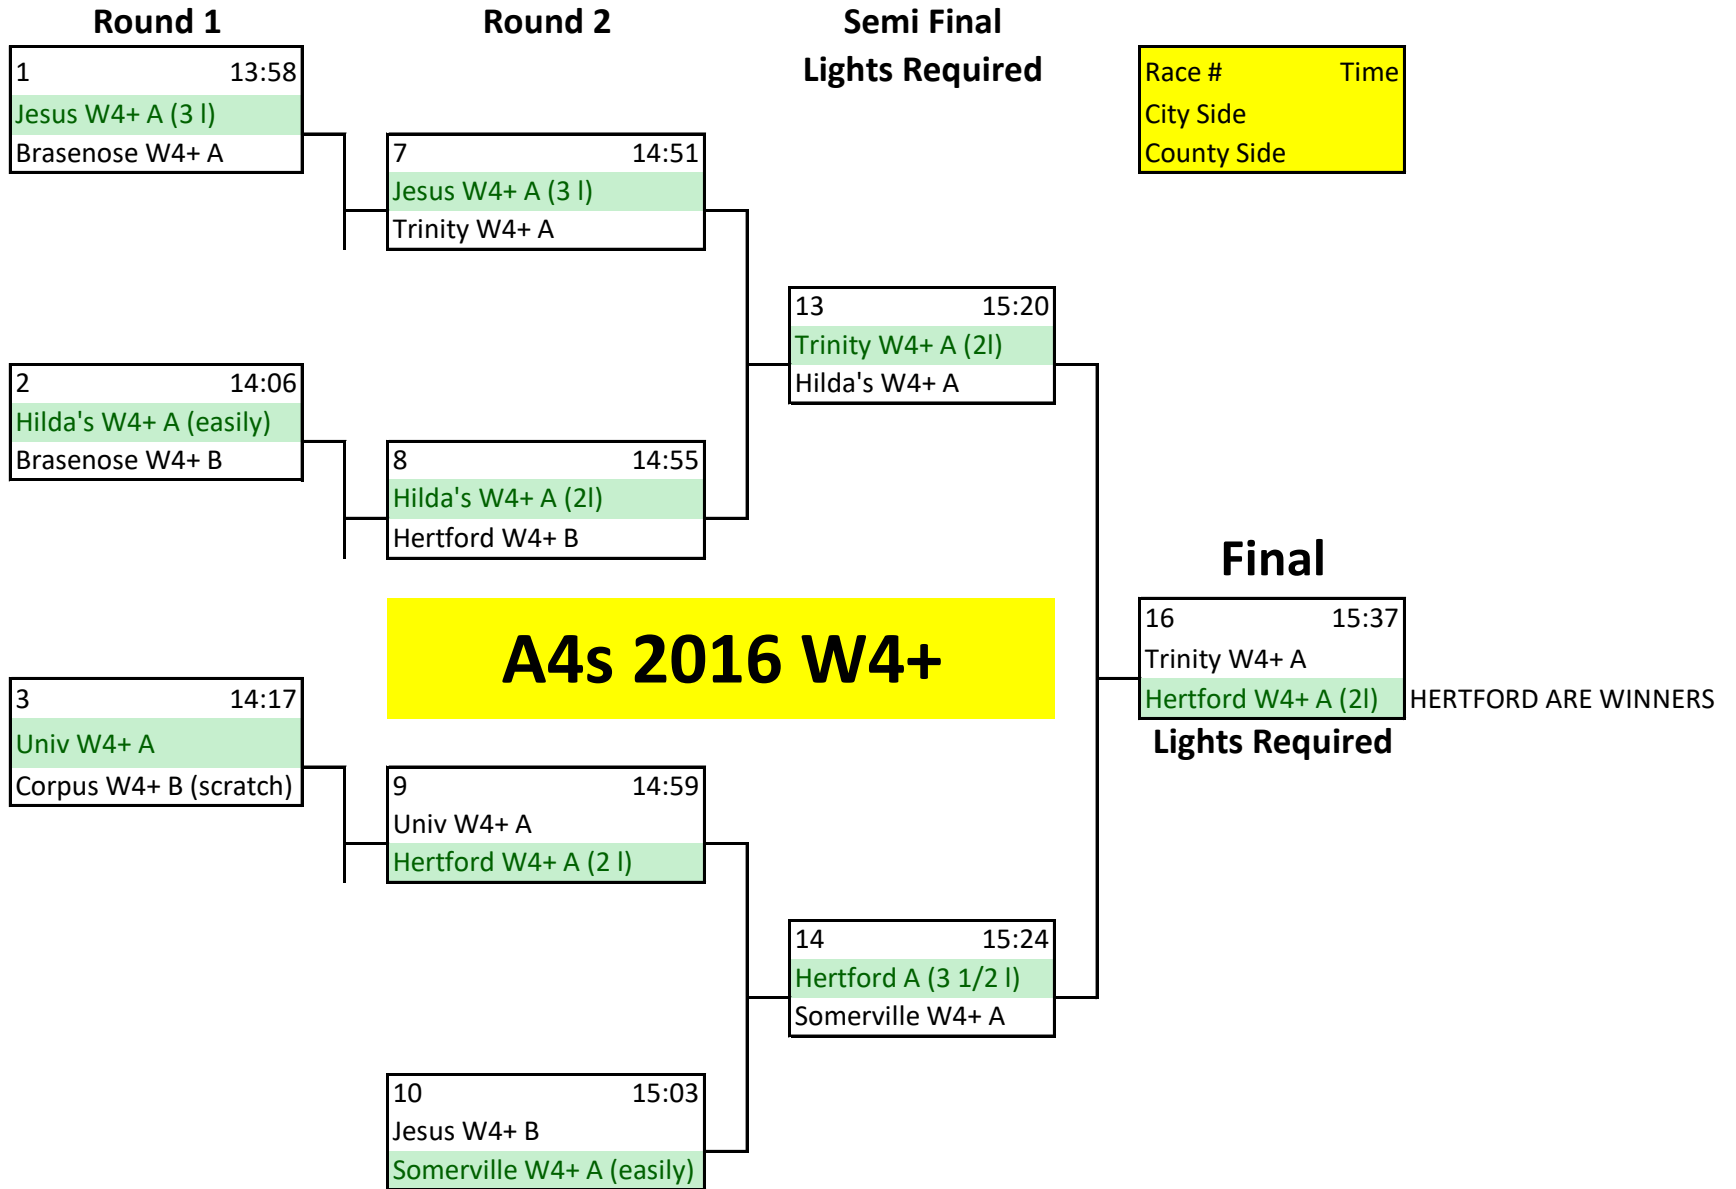 Round 1
Round 2
Semi Final
Lights Required
1 13:58
Jesus W4+ A (3 l)
Brasenose W4+ A
Race # Time
City Side
County Side
7 14:51
Jesus W4+ A (3 l)
Trinity W4+ A
13 15:20
Trinity W4+ A (2l)
Hilda's W4+ A
2 14:06
Hilda's W4+ A (easily)
Brasenose W4+ B
8 14:55
Hilda's W4+ A (2l)
Hertford W4+ B
Final
A4s 2016 W4+
16 15:37
Trinity W4+ A
Hertford W4+ A (2l) HERTFORD ARE WINNERS
Lights Required
3 14:17
Univ W4+ A
Corpus W4+ B (scratch)
9 14:59
Univ W4+ A
Hertford W4+ A (2 l)
14 15:24
Hertford A (3 1/2 l)
Somerville W4+ A
10 15:03
Jesus W4+ B
Somerville W4+ A (easily)